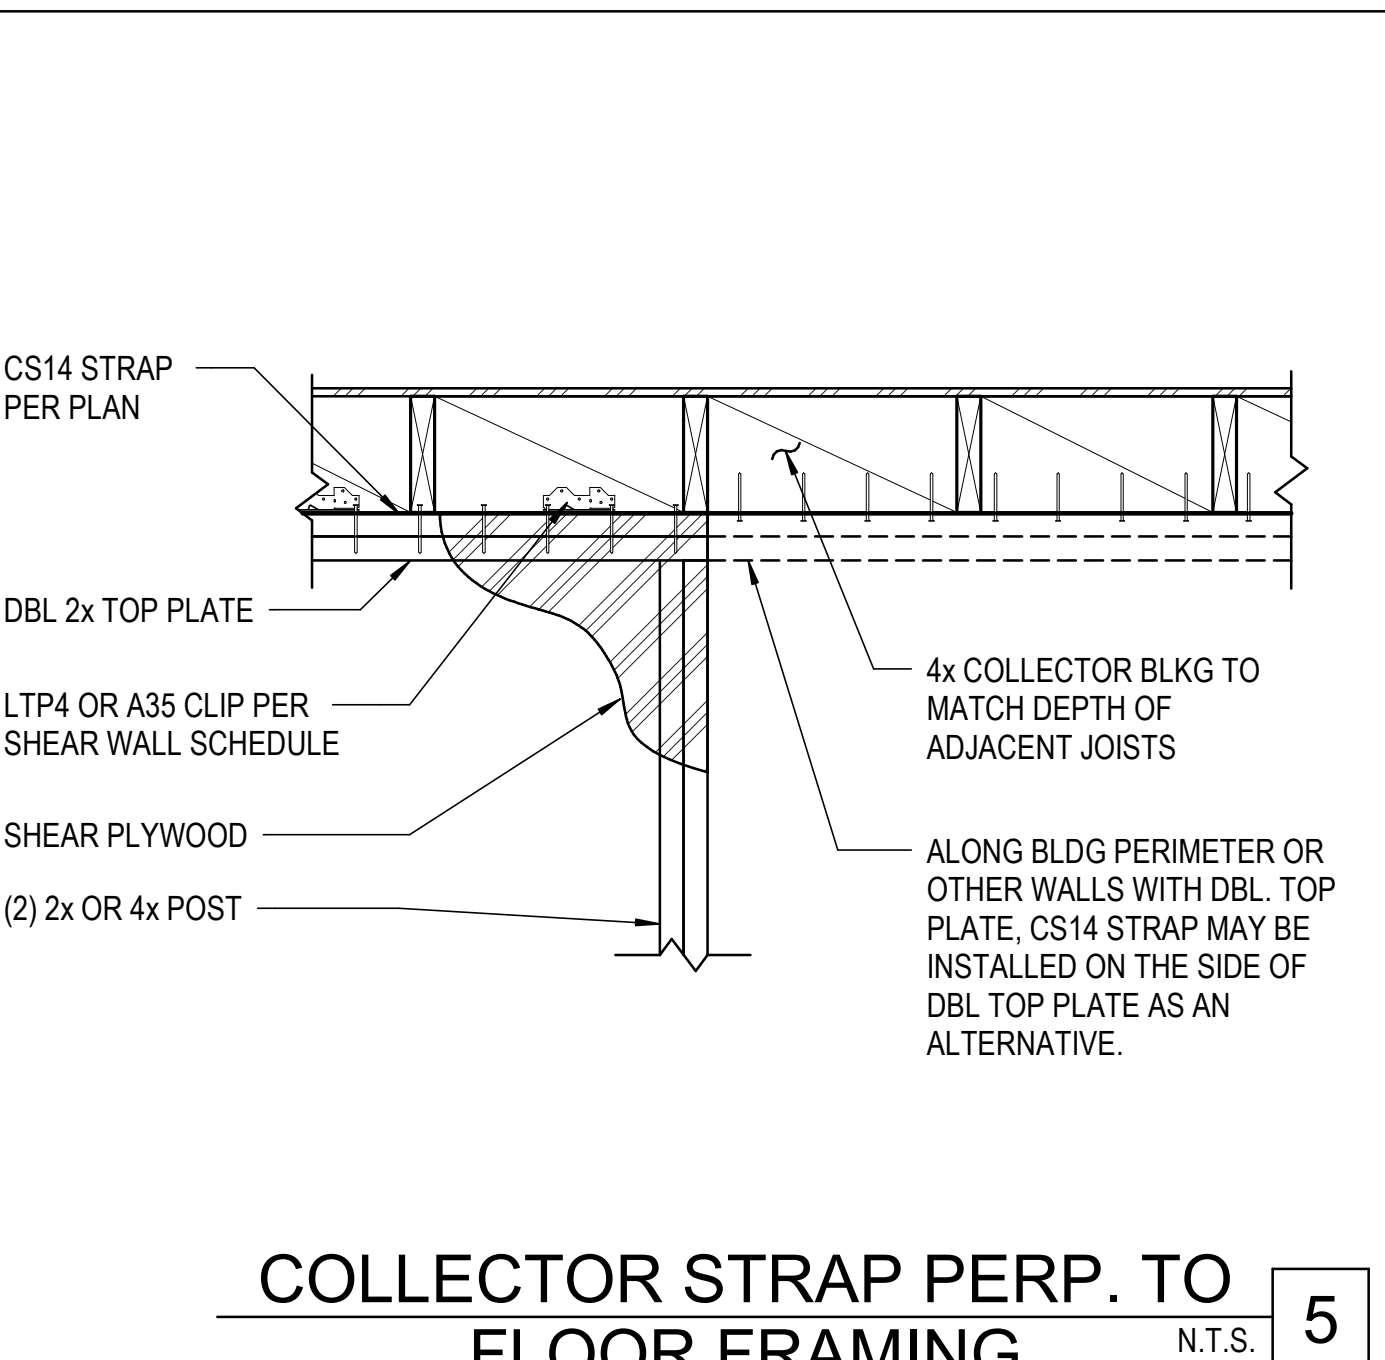 CS14 STRAP
PER PLAN
DBL 2x TOP PLATE
LTP4 OR A35 CLIP PER
SHEAR WALL SCHEDULE
SHEAR PLYWOOD
(2) 2x OR 4x POST
4x COLLECTOR BLKG TO
MATCH DEPTH OF
ADJACENT JOISTS
ALONG BLDG PERIMETER OR
OTHER WALLS WITH DBL. TOP
PLATE, CS14 STRAP MAY BE
INSTALLED ON THE SIDE OF
DBL TOP PLATE AS AN
ALTERNATIVE.
COLLECTOR STRAP PERP. TO
FLOOR FRAMING
N.T.S.
5